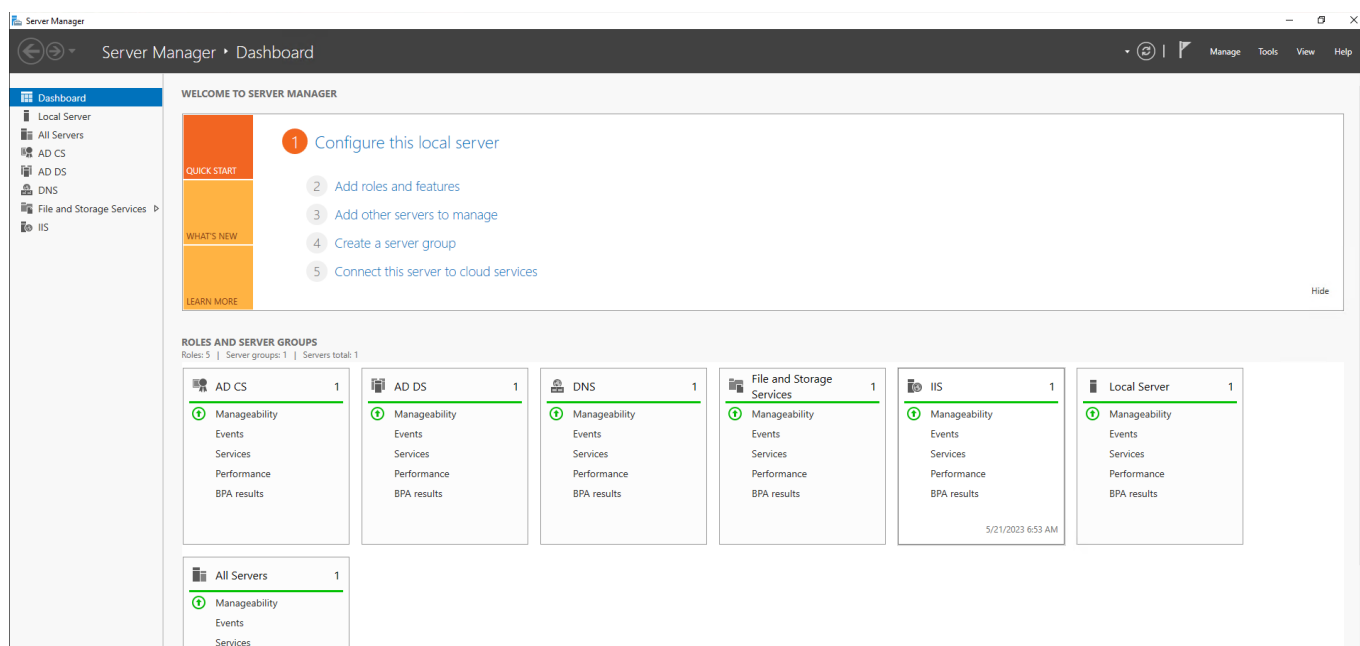 Server Manager
Server Manager • Dashboard
Manage Tools View Help
Dashboard
Local Server
All Servers
AD CS
AD DS
DNS
File and Storage Services
IIS
WELCOME TO SERVER MANAGER
QUICK START
WHAT'S NEW
LEARN MORE
1 Configure this local server
2 Add roles and features
3 Add other servers to manage
4 Create a server group
5 Connect this server to cloud services
Hide
ROLES AND SERVER GROUPS
Roles: 5 | Server groups: 1 | Servers total: 1
AD CS 1
Manageability
Events
Services
Performance
BPA results
AD DS 1
Manageability
Events
Services
Performance
BPA results
DNS 1
Manageability
Events
Services
Performance
BPA results
File and Storage
Services 1
Manageability
Events
Services
Performance
BPA results
IIS 1
Manageability
Events
Services
Performance
BPA results
5/21/2023 6:53 AM
Local Server 1
Manageability
Events
Services
Performance
BPA results
All Servers 1
Manageability
Events
Services